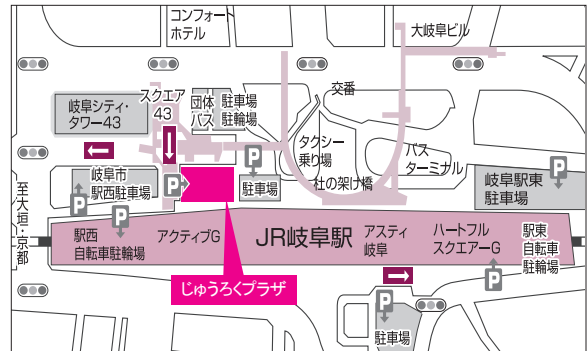 コンフォート
ホテル
大岐阜ビル
岐阜シティ・
タワー43
スクエア
43
団体
バス
駐車場
駐輪場
交番
タクシー
乗り場
バス
ターミナル
岐阜市
駅西駐車場
P
P
P
P
駐車場
杜の架け橋
岐阜駅東
駐車場
P
至大垣・京都
駅西
自転車駐輪場
アクティブG
JR岐阜駅
アスティ
岐阜
ハートフル
スクエアーG
駅東
自転車
駐輪場
P
じゅうろくプラザ
P
駐車場